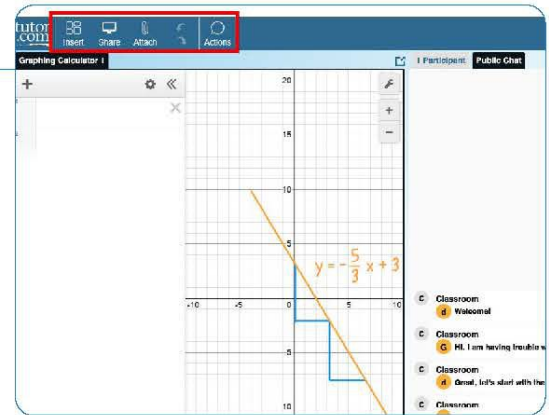 tutor
.com
Insert Share Attach Actions
Graphing Calculator 1
1 Participant Public Chat
20
15
10
5
y = -5/3 x + 3
-10 -5 0 5 10
-5
10
C Classroom
d Welcome!
C Classroom
G Hi. I am having trouble w
C Classroom
d Great, let's start with the
C Classroom